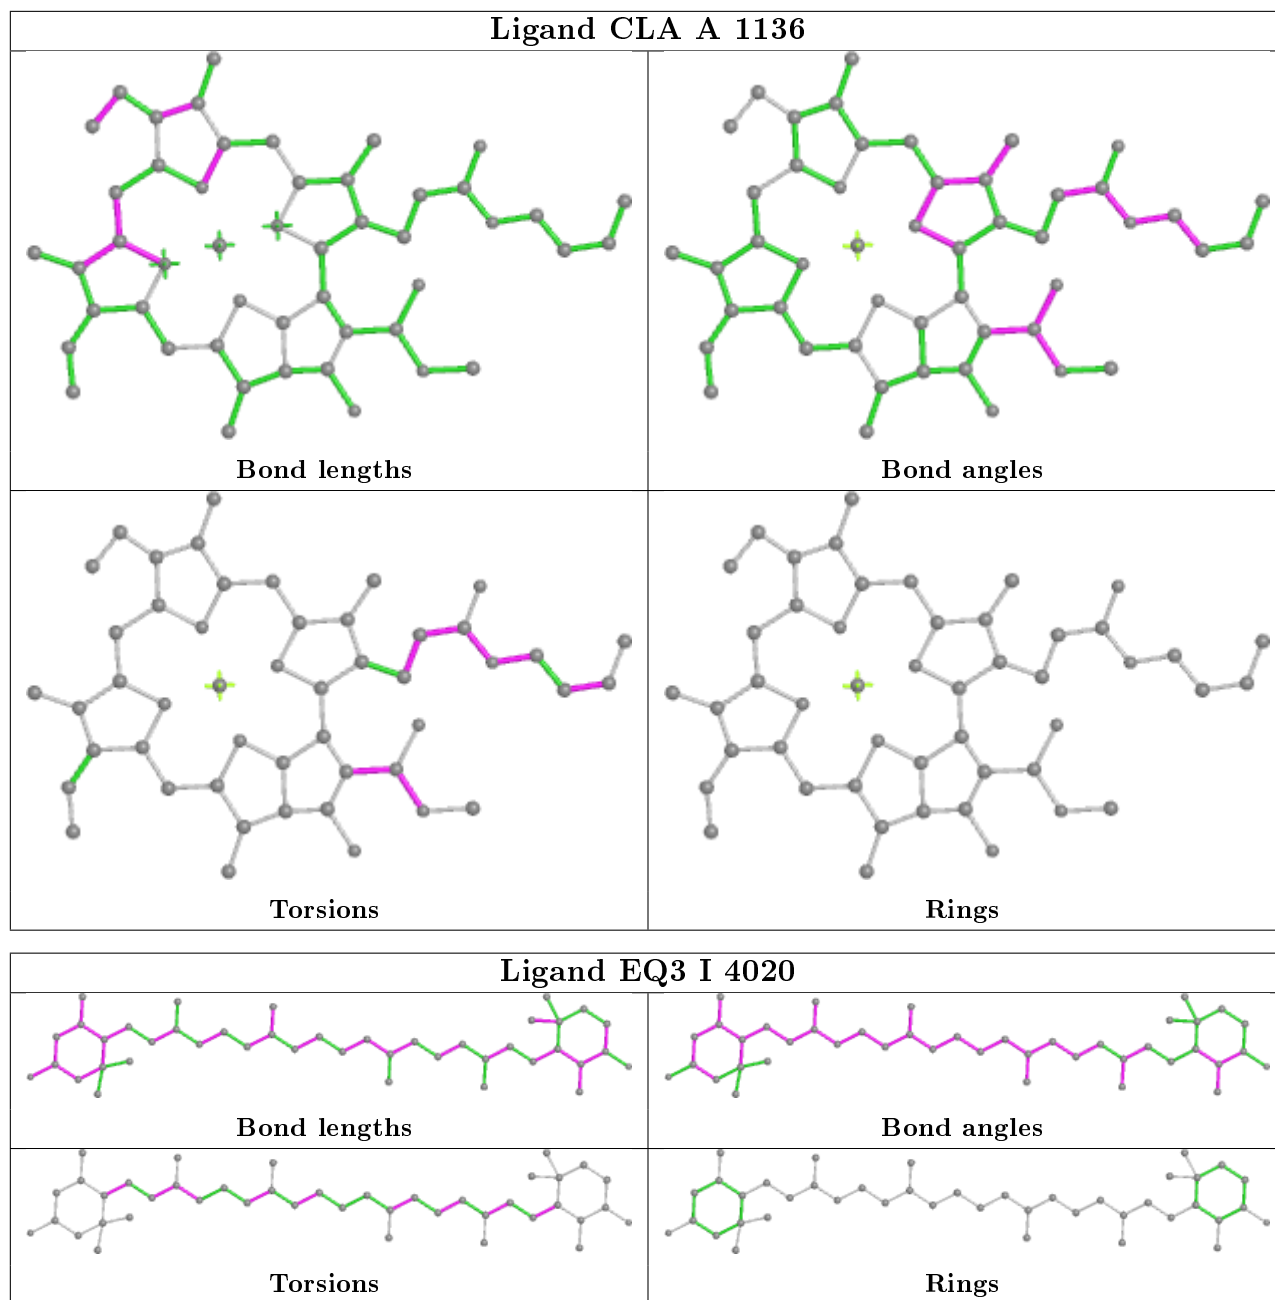 Ligand CLA A 1136
Bond lengths
Bond angles
Torsions
Rings
Ligand EQ3 I 4020
Bond lengths
Bond angles
Torsions
Rings